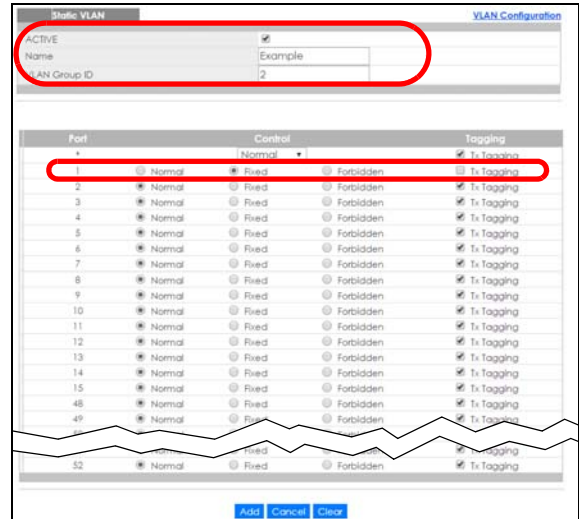 Static VLAN VLAN Configuration
ACTIVE
Name Example
VLAN Group ID 2
Port Control Tagging
* Normal Tx Tagging
1 Normal Fixed Forbidden Tx Tagging
2 Normal Fixed Forbidden Tx Tagging
3 Normal Fixed Forbidden Tx Tagging
4 Normal Fixed Forbidden Tx Tagging
5 Normal Fixed Forbidden Tx Tagging
6 Normal Fixed Forbidden Tx Tagging
7 Normal Fixed Forbidden Tx Tagging
8 Normal Fixed Forbidden Tx Tagging
9 Normal Fixed Forbidden Tx Tagging
10 Normal Fixed Forbidden Tx Tagging
11 Normal Fixed Forbidden Tx Tagging
12 Normal Fixed Forbidden Tx Tagging
13 Normal Fixed Forbidden Tx Tagging
14 Normal Fixed Forbidden Tx Tagging
15 Normal Fixed Forbidden Tx Tagging
48 Normal Fixed Forbidden Tx Tagging
49 Normal Fixed Forbidden Tx Tagging
Normal Fixed Tagging
52 Normal Fixed Forbidden Tx Tagging
Add Cancel Clear